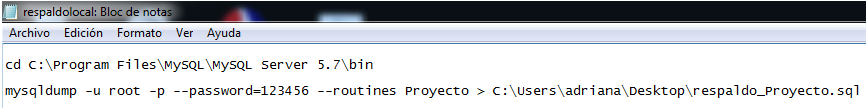 respaldolocal: Bloc de notas
Archivo Edición Formato Ver Ayuda
cd C:\Program Files\MySQL\MySQL Server 5.7\bin
mysqldump -u root -p --password=123456 --routines Proyecto > C:\Users\adriana\Desktop\respaldo_Proyecto.sql